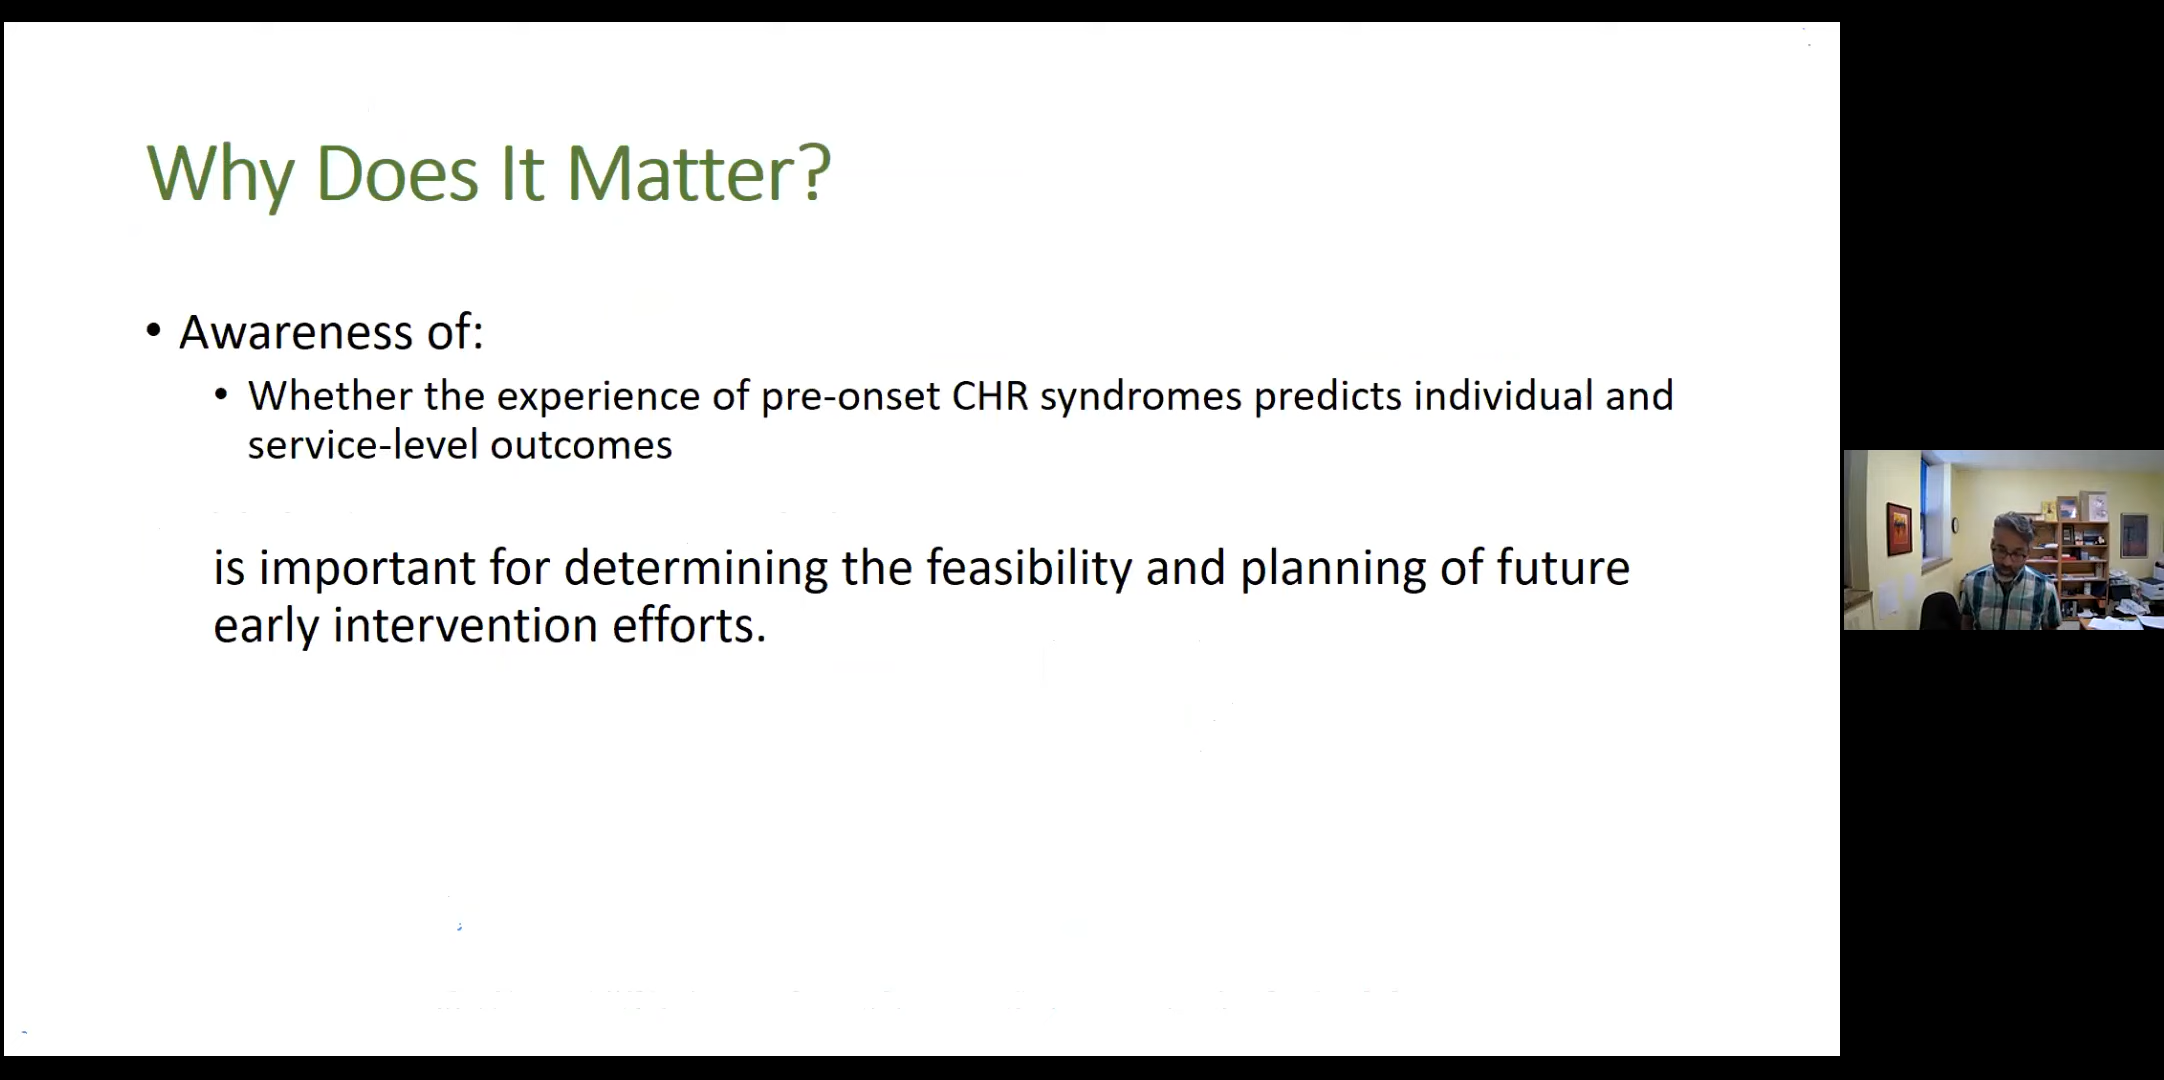 Why Does It Matter?
• Awareness of:
• Whether the experience of pre-onset CHR syndromes predicts individual and
service-level outcomes
is important for determining the feasibility and planning of future
early intervention efforts.